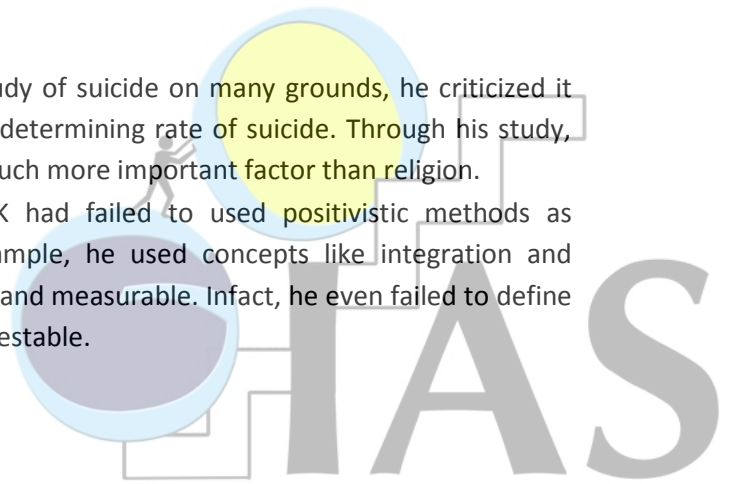 udy of suicide on many grounds, he criticized it
determining rate of suicide. Through his study,
uch more important factor than religion.
K had failed to used positivistic methods as
ample, he used concepts like integration and
and measurable. Infact, he even failed to define
estable.
IAS